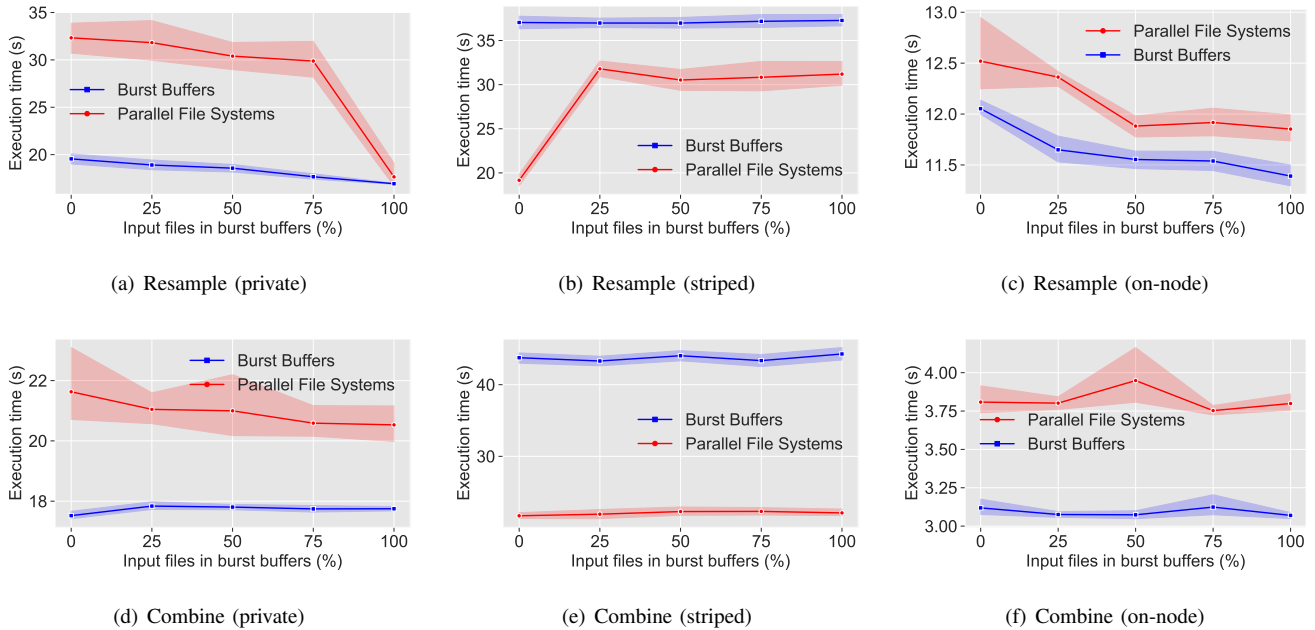 35
30
25
20
Execution time (s)
Burst Buffers
Parallel File Systems
0 25 50 75 100
Input files in burst buffers (%)
(a) Resample (private)
35
30
25
20
Execution time (s)
Burst Buffers
Parallel File Systems
0 25 50 75 100
Input files in burst buffers (%)
(b) Resample (striped)
13.0
12.5
12.0
11.5
Execution time (s)
Parallel File Systems
Burst Buffers
0 25 50 75 100
Input files in burst buffers (%)
(c) Resample (on-node)
22
20
18
Execution time (s)
Burst Buffers
Parallel File Systems
0 25 50 75 100
Input files in burst buffers (%)
(d) Combine (private)
40
30
Execution time (s)
Burst Buffers
Parallel File Systems
0 25 50 75 100
Input files in burst buffers (%)
(e) Combine (striped)
4.00
3.75
3.50
3.25
3.00
Execution time (s)
Parallel File Systems
Burst Buffers
0 25 50 75 100
Input files in burst buffers (%)
(f) Combine (on-node)